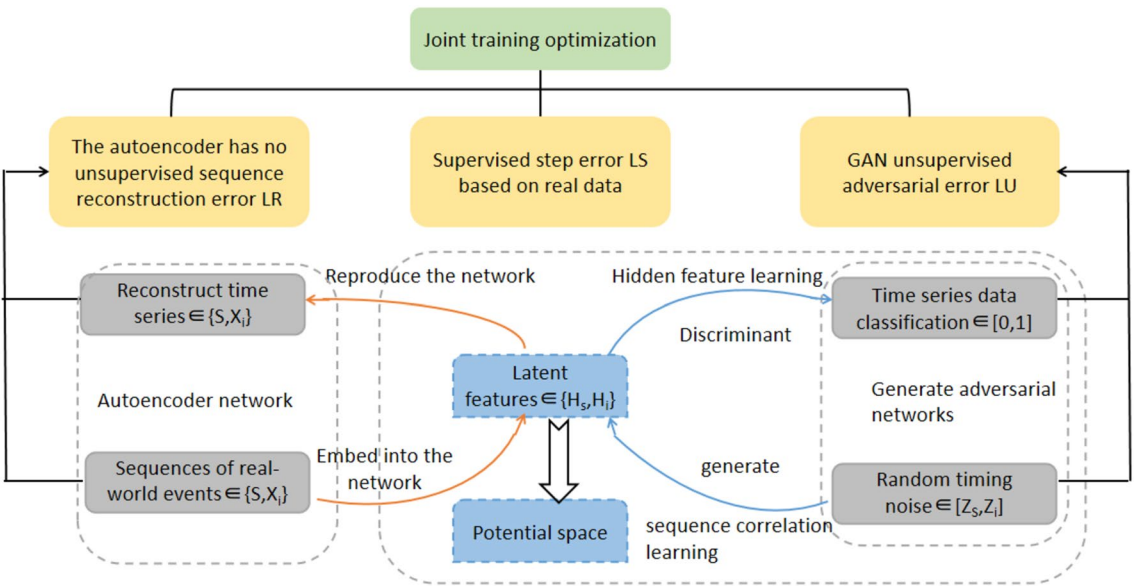 Joint training optimization
The autoencoder has no
unsupervised sequence
reconstruction error LR
Supervised step error LS
based on real data
GAN unsupervised
adversarial error LU
Reproduce the network
Hidden feature learning
Reconstruct time
series∈{S,Xᵢ}
Time series data
classification∈[0,1]
Discriminant
Latent
features∈{Hₛ,Hᵢ}
Autoencoder network
Generate adversarial
networks
Sequences of real-
world events∈{S,Xᵢ}
Embed into the
network
generate
Random timing
noise∈[Zₛ,Zᵢ]
Potential space
sequence correlation
learning